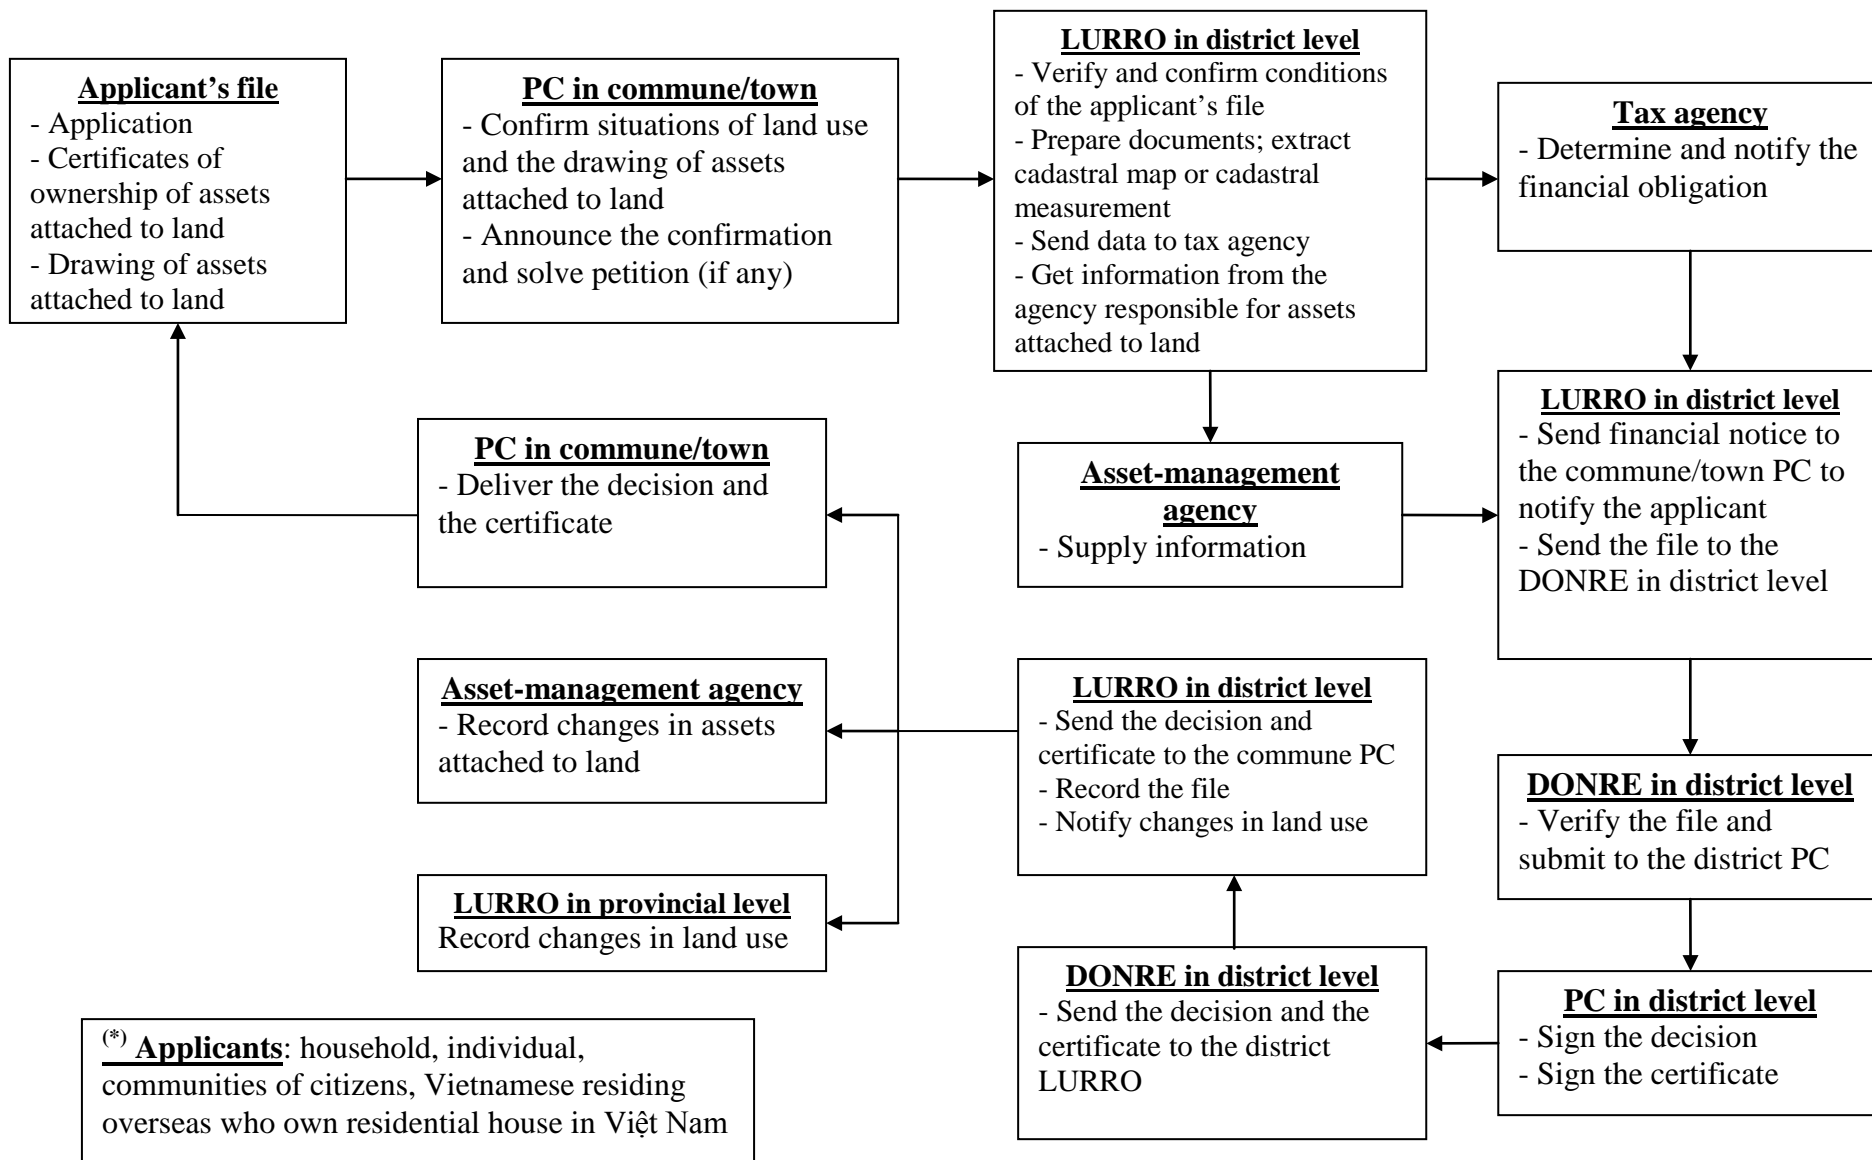 Applicant’s file
- Application
- Certificates of
ownership of assets
attached to land
- Drawing of assets
attached to land
PC in commune/town
- Confirm situations of land use
and the drawing of assets
attached to land
- Announce the confirmation
and solve petition (if any)
LURRO in district level
- Verify and confirm conditions
of the applicant’s file
- Prepare documents; extract
cadastral map or cadastral
measurement
- Send data to tax agency
- Get information from the
agency responsible for assets
attached to land
Tax agency
- Determine and notify the
financial obligation
PC in commune/town
- Deliver the decision and
the certificate
Asset-management
agency
- Supply information
LURRO in district level
- Send financial notice to
the commune/town PC to
notify the applicant
- Send the file to the
DONRE in district level
Asset-management agency
- Record changes in assets
attached to land
LURRO in district level
- Send the decision and
certificate to the commune PC
- Record the file
- Notify changes in land use
DONRE in district level
- Verify the file and
submit to the district PC
LURRO in provincial level
Record changes in land use
DONRE in district level
- Send the decision and the
certificate to the district
LURRO
PC in district level
- Sign the decision
- Sign the certificate
(*) Applicants: household, individual,
communities of citizens, Vietnamese residing
overseas who own residential house in Việt Nam